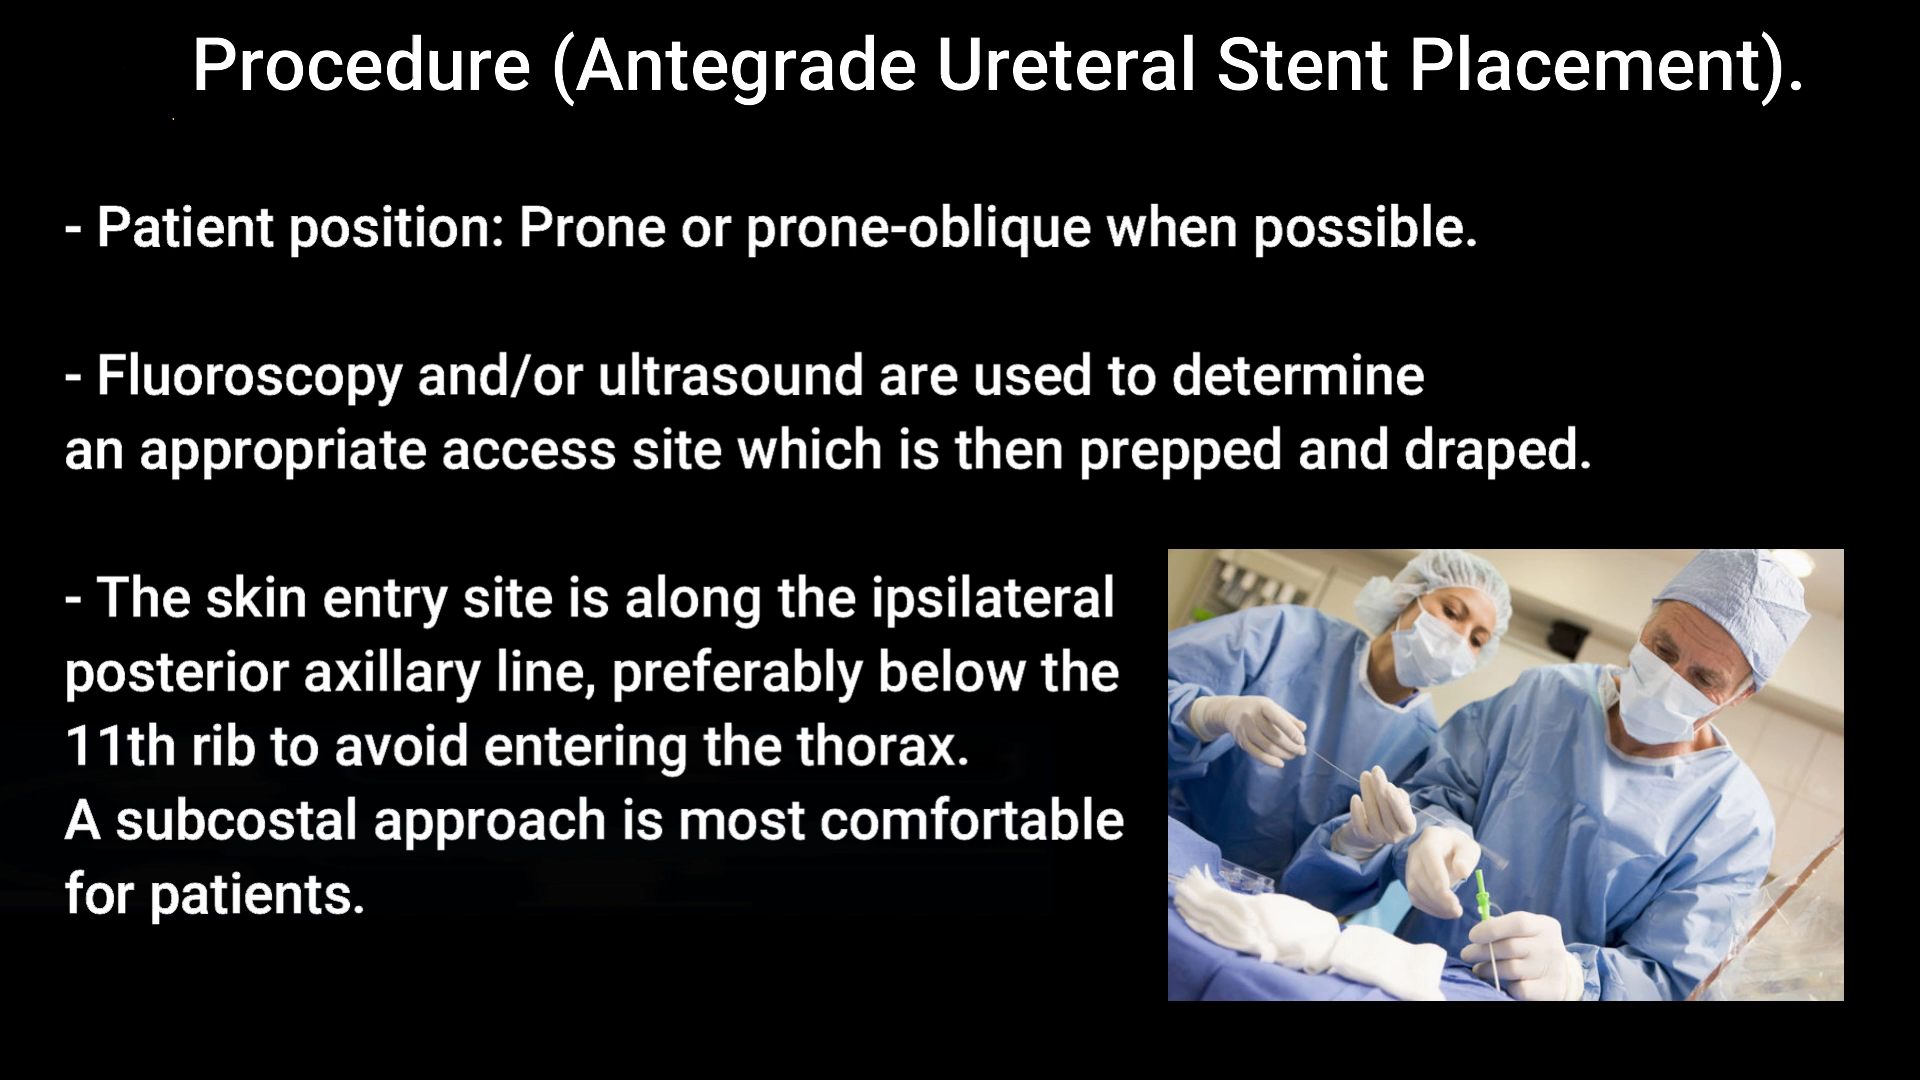 Procedure (Antegrade Ureteral Stent Placement).
- Patient position: Prone or prone-oblique when possible.
- Fluoroscopy and/or ultrasound are used to determine
an appropriate access site which is then prepped and draped.
- The skin entry site is along the ipsilateral
posterior axillary line, preferably below the
11th rib to avoid entering the thorax.
A subcostal approach is most comfortable
for patients.